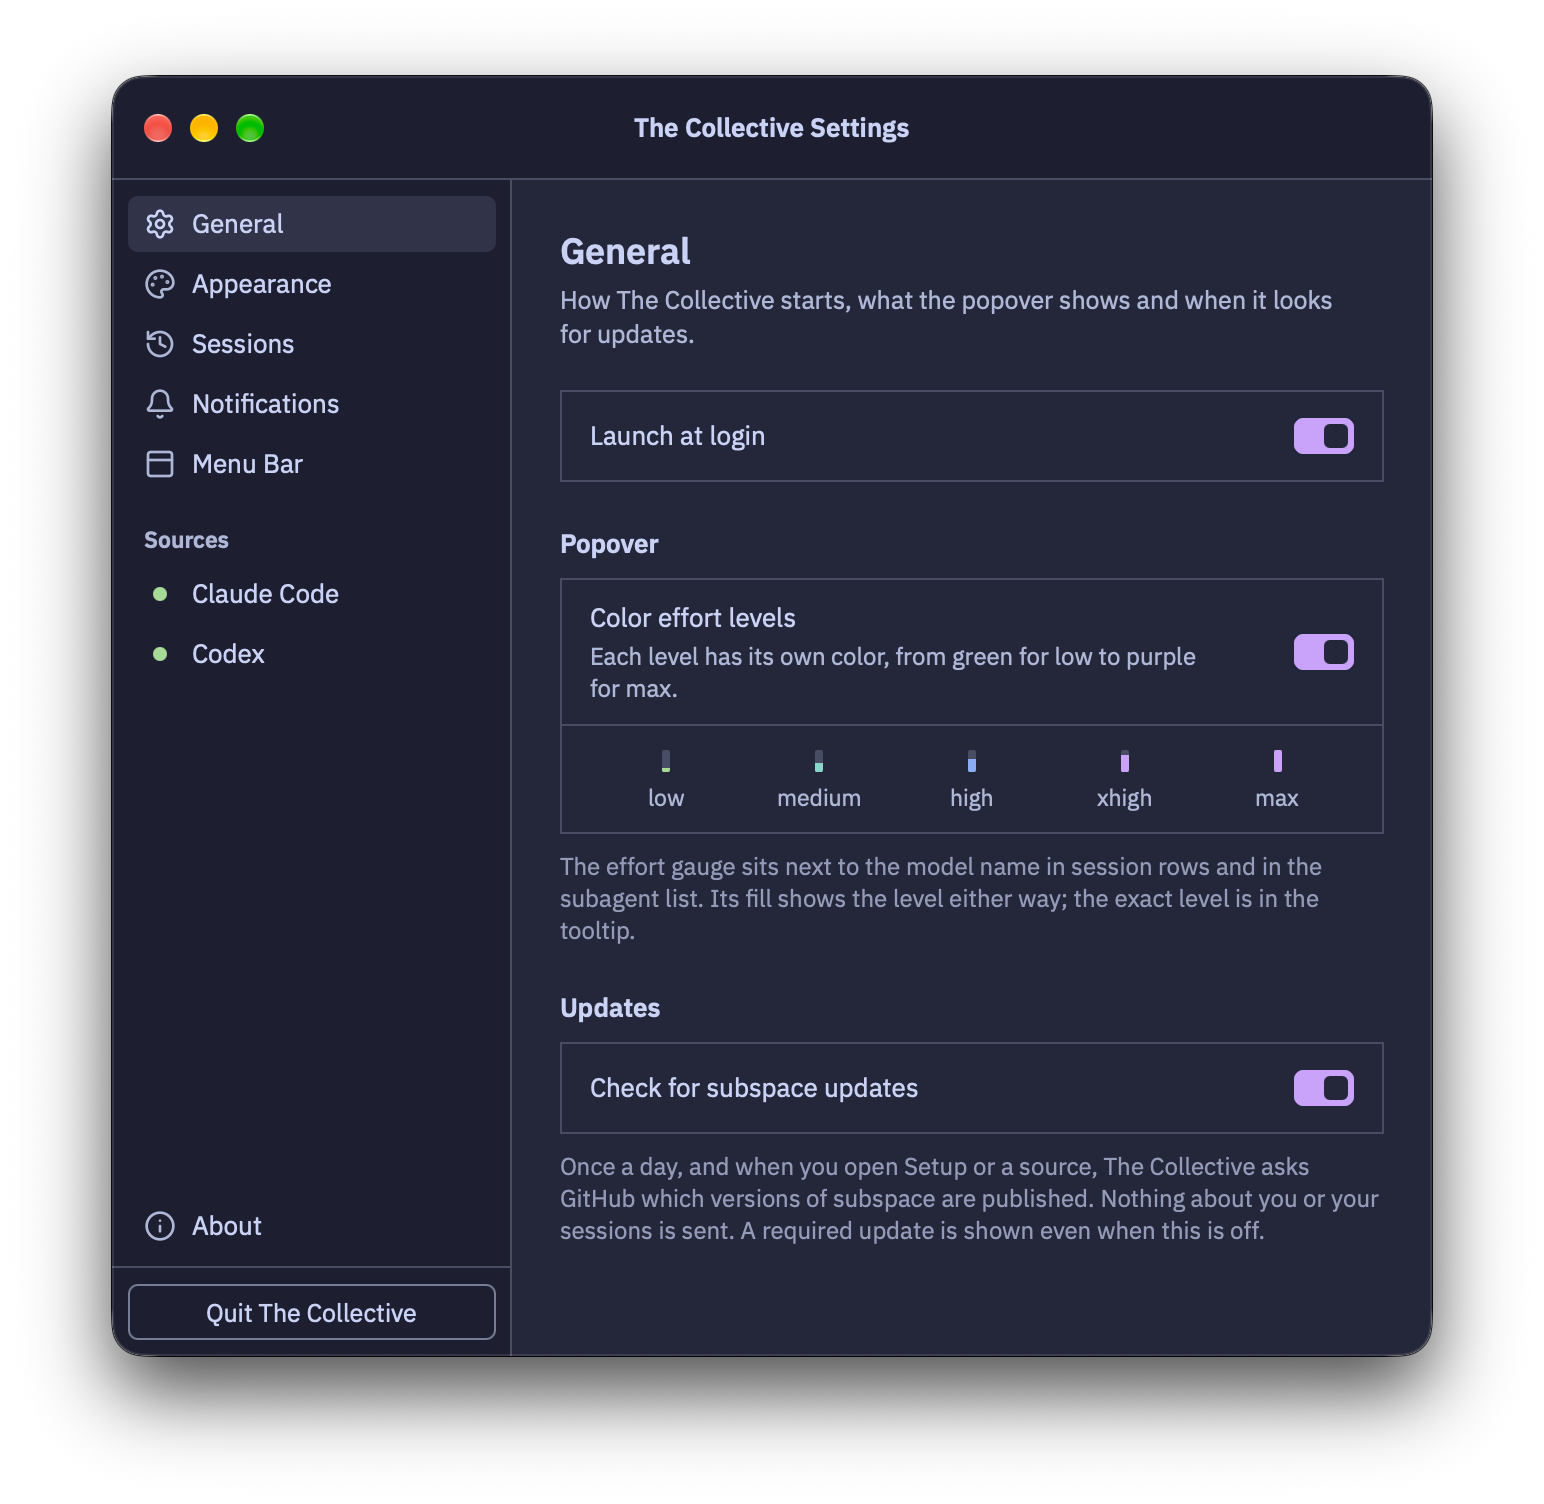 The Collective Settings
General
Appearance
Sessions
Notifications
Menu Bar
Sources
Claude Code
Codex
About
Quit The Collective
General
How The Collective starts, what the popover shows and when it looks
for updates.
Launch at login
Popover
Color effort levels
Each level has its own color, from green for low to purple
for max.
low medium high xhigh max
The effort gauge sits next to the model name in session rows and in the
subagent list. Its fill shows the level either way; the exact level is in the
tooltip.
Updates
Check for subspace updates
Once a day, and when you open Setup or a source, The Collective asks
GitHub which versions of subspace are published. Nothing about you or your
sessions is sent. A required update is shown even when this is off.